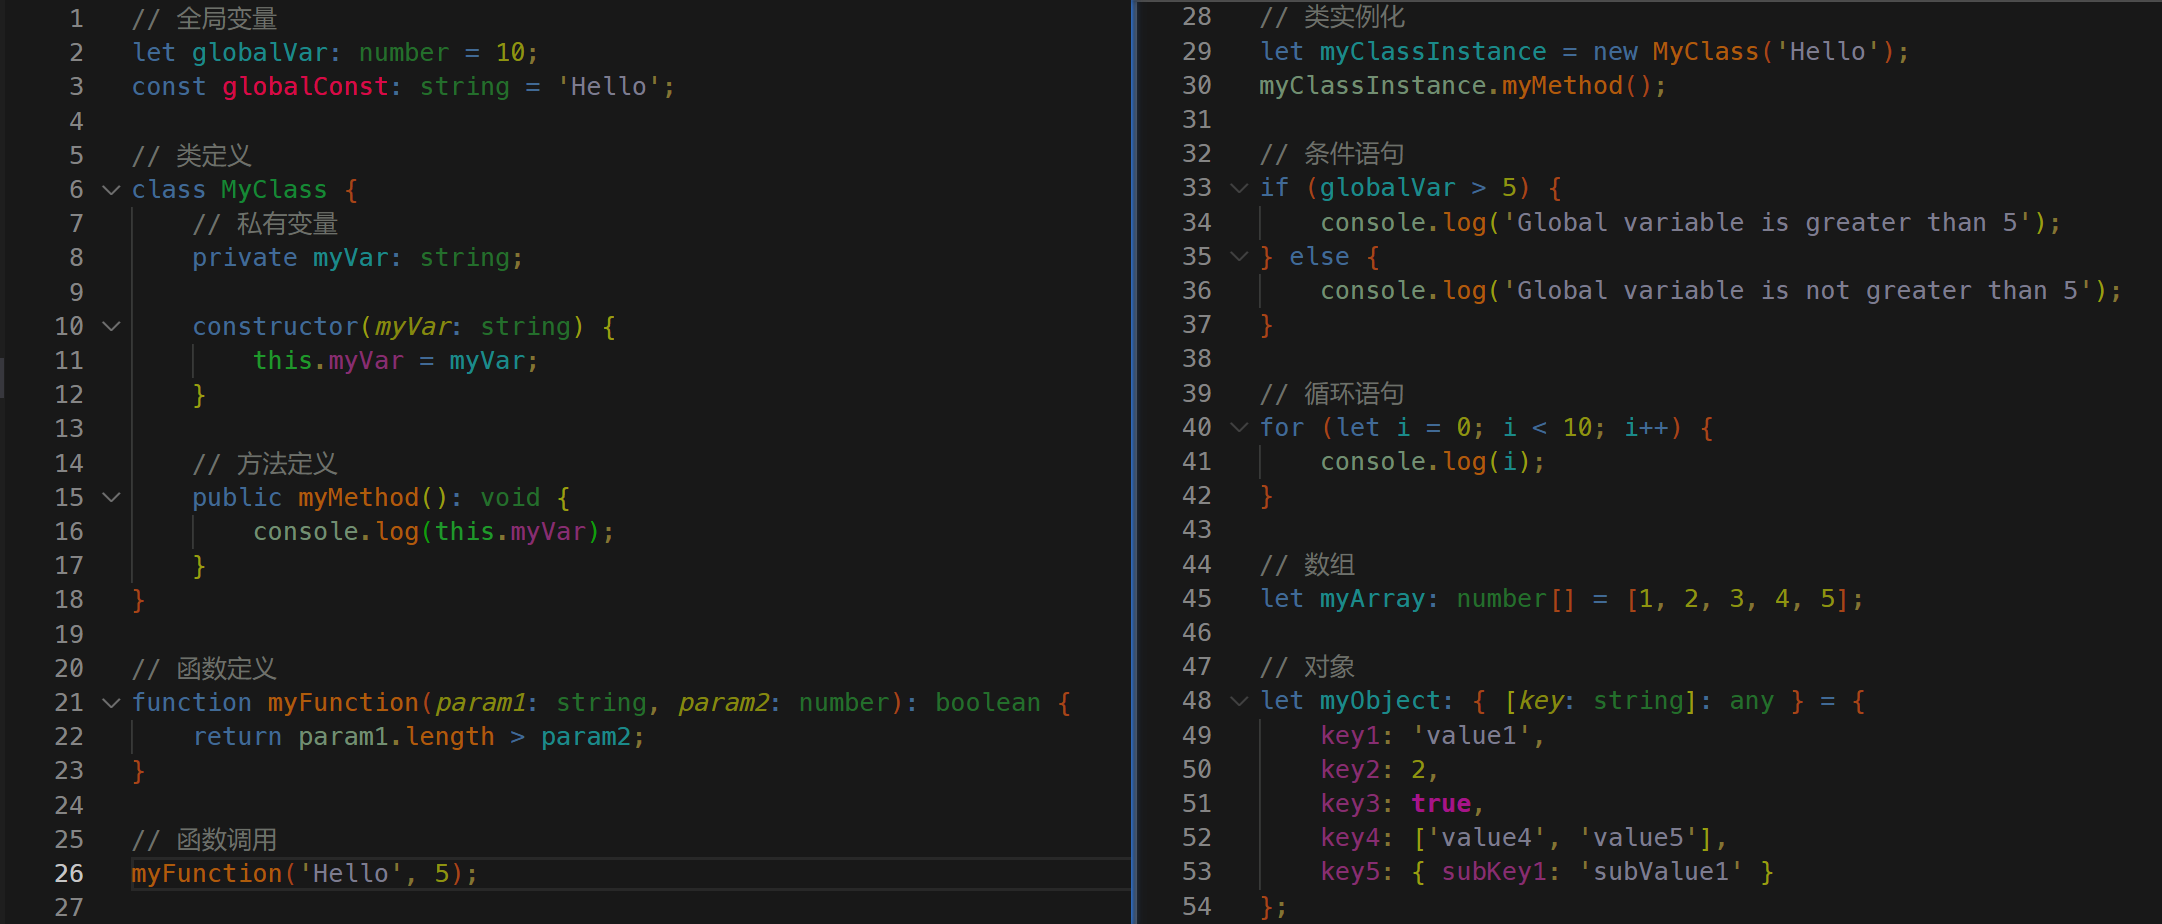 1 // 全局变量
2 let globalVar: number = 10;
3 const globalConst: string = 'Hello';
4
5 // 类定义
6 class MyClass {
7     // 私有变量
8     private myVar: string;
9
10     constructor(myVar: string) {
11         this.myVar = myVar;
12     }
13
14     // 方法定义
15     public myMethod(): void {
16         console.log(this.myVar);
17     }
18 }
19
20 // 函数定义
21 function myFunction(param1: string, param2: number): boolean {
22     return param1.length > param2;
23 }
24
25 // 函数调用
26 myFunction('Hello', 5);
27
28 // 类实例化
29 let myClassInstance = new MyClass('Hello');
30 myClassInstance.myMethod();
31
32 // 条件语句
33 if (globalVar > 5) {
34     console.log('Global variable is greater than 5');
35 } else {
36     console.log('Global variable is not greater than 5');
37 }
38
39 // 循环语句
40 for (let i = 0; i < 10; i++) {
41     console.log(i);
42 }
43
44 // 数组
45 let myArray: number[] = [1, 2, 3, 4, 5];
46
47 // 对象
48 let myObject: { [key: string]: any } = {
49     key1: 'value1',
50     key2: 2,
51     key3: true,
52     key4: ['value4', 'value5'],
53     key5: { subKey1: 'subValue1' }
54 };